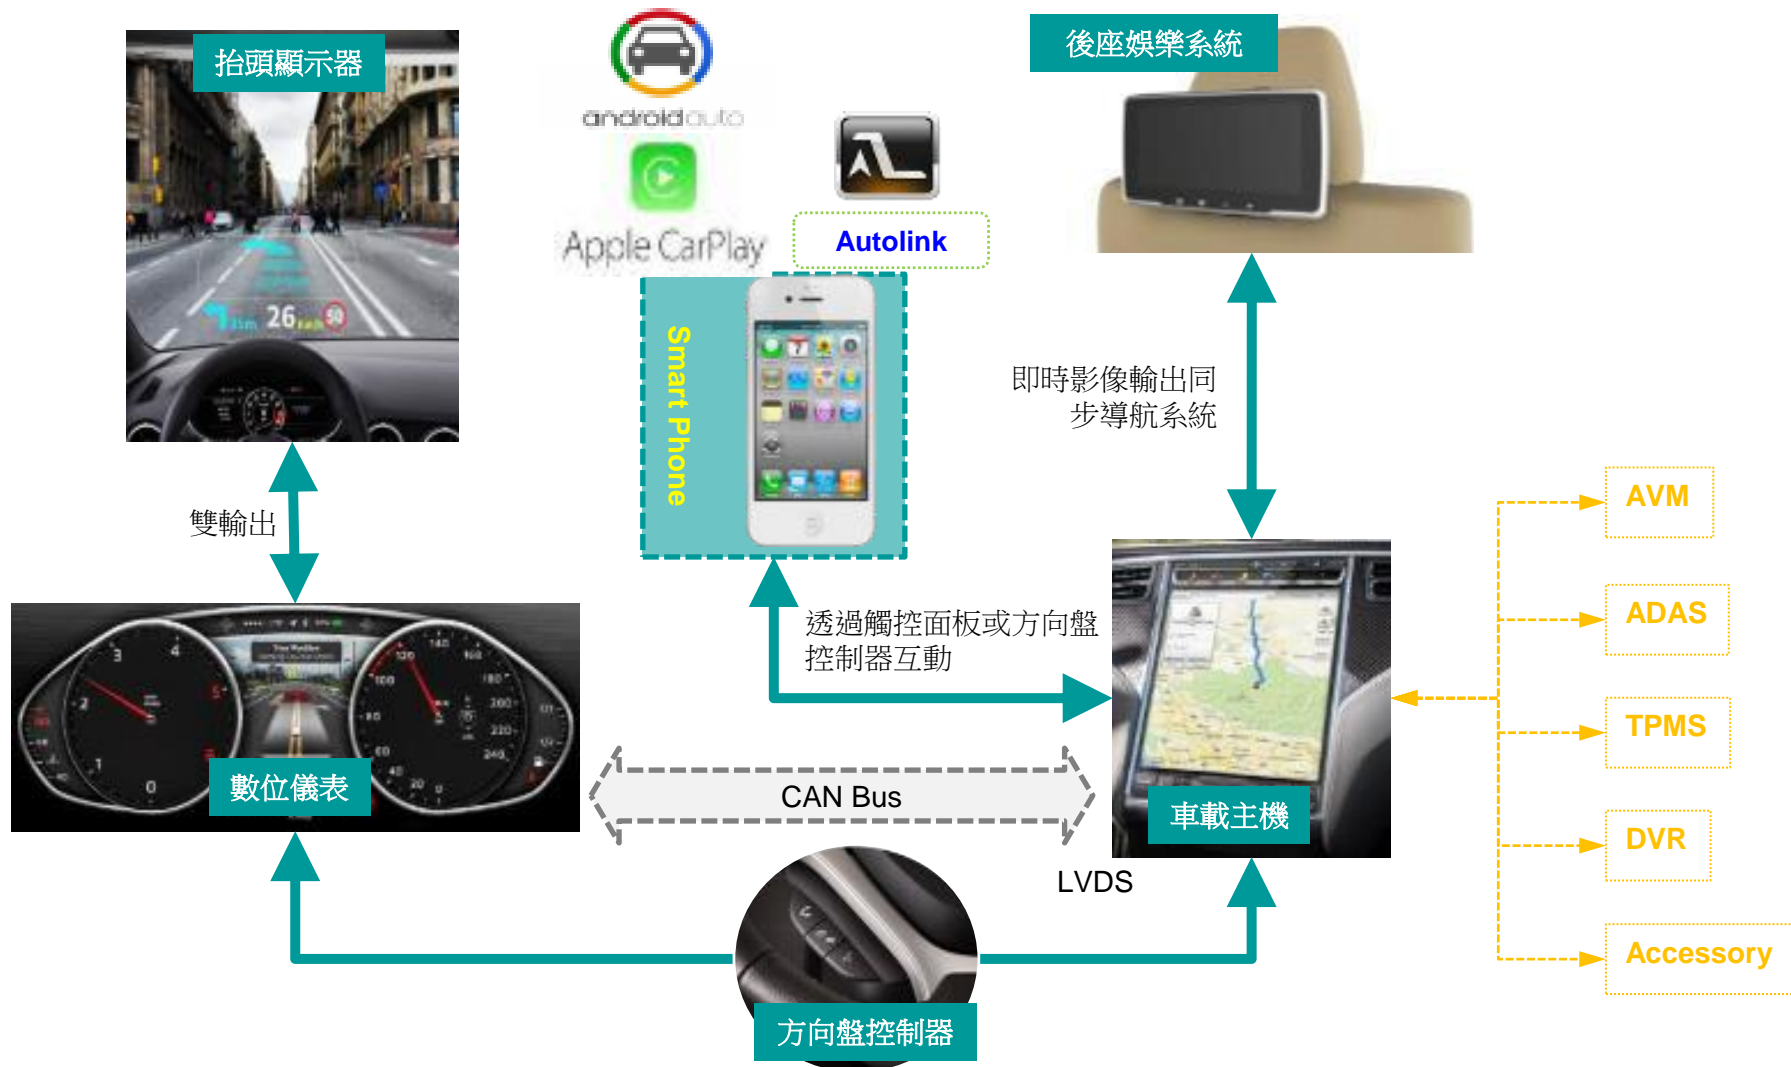 抬頭顯示器
androidauto
後座娛樂系統
Apple CarPlay
Autolink
26 km/h 50
Smart Phone
即時影像輸出同
步導航系統
雙輸出
AVM
ADAS
TPMS
DVR
Accessory
透過觸控面板或方向盤
控制器互動
數位儀表
CAN Bus
車載主機
LVDS
方向盤控制器